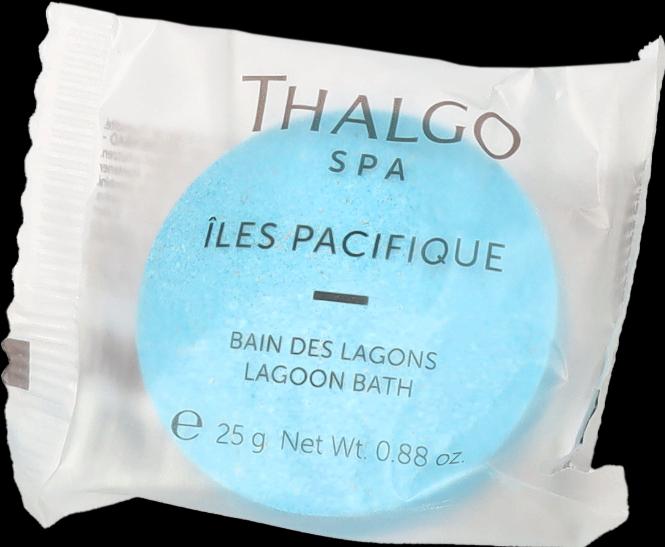 THALGO
SPA
ÎLES PACIFIQUE
BAIN DES LAGONS
LAGOON BATH
℮ 25 g Net Wt. 0.88 oz.